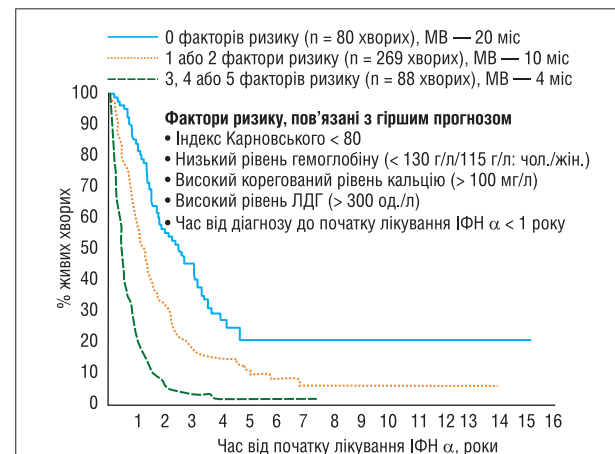 0 факторів ризику (n = 80 хворих), МВ — 20 міс
1 або 2 фактори ризику (n = 269 хворих), МВ — 10 міс
3, 4 або 5 факторів ризику (n = 88 хворих), МВ — 4 міс
Фактори ризику, пов’язані з гіршим прогнозом
• Індекс Карновського < 80
• Низький рівень гемоглобіну (< 130 г/л/115 г/л: чол./жін.)
• Високий корегований рівень кальцію (> 100 мг/л)
• Високий рівень ЛДГ (> 300 од./л)
• Час від діагнозу до початку лікування ІФН α < 1 року
% живих хворих
100
90
80
70
60
50
40
30
20
10
0
1 2 3 4 5 6 7 8 9 10 11 12 13 14 15 16
Час від початку лікування ІФН α, роки